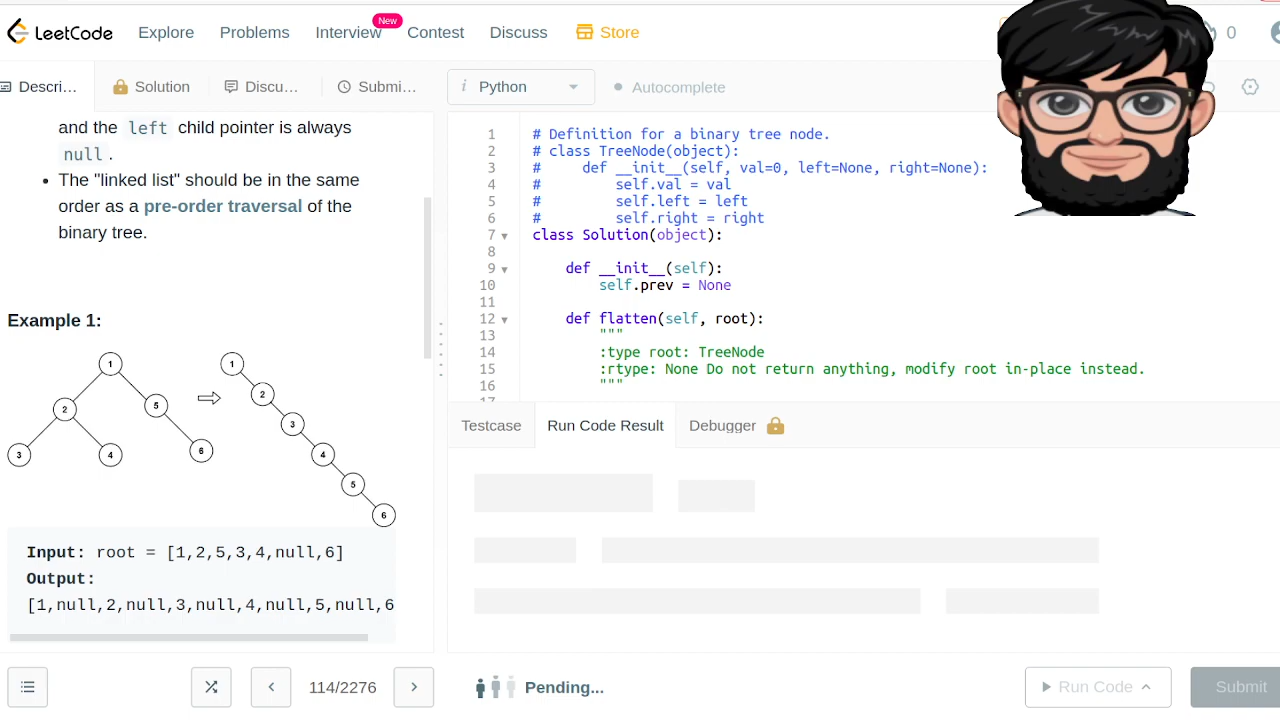 LeetCode Explore Problems Interview New Contest Discuss Store 0
Descri... Solution Discu... Submi...
i Python Autocomplete
and the left child pointer is always
null.
The "linked list" should be in the same
order as a pre-order traversal of the
binary tree.
Example 1:
1
2
5
3
4
6
1
2
3
4
5
6
Input: root = [1,2,5,3,4,null,6]
Output:
[1,null,2,null,3,null,4,null,5,null,6
1 # Definition for a binary tree node.
2 # class TreeNode(object):
3 #     def __init__(self, val=0, left=None, right=None):
4 #         self.val = val
5 #         self.left = left
6 #         self.right = right
7 class Solution(object):
8
9     def __init__(self):
10         self.prev = None
11
12     def flatten(self, root):
13         """
14         :type root: TreeNode
15         :rtype: None Do not return anything, modify root in-place instead.
16         """
17
Testcase Run Code Result Debugger
114/2276
Pending...
Run Code
Submit